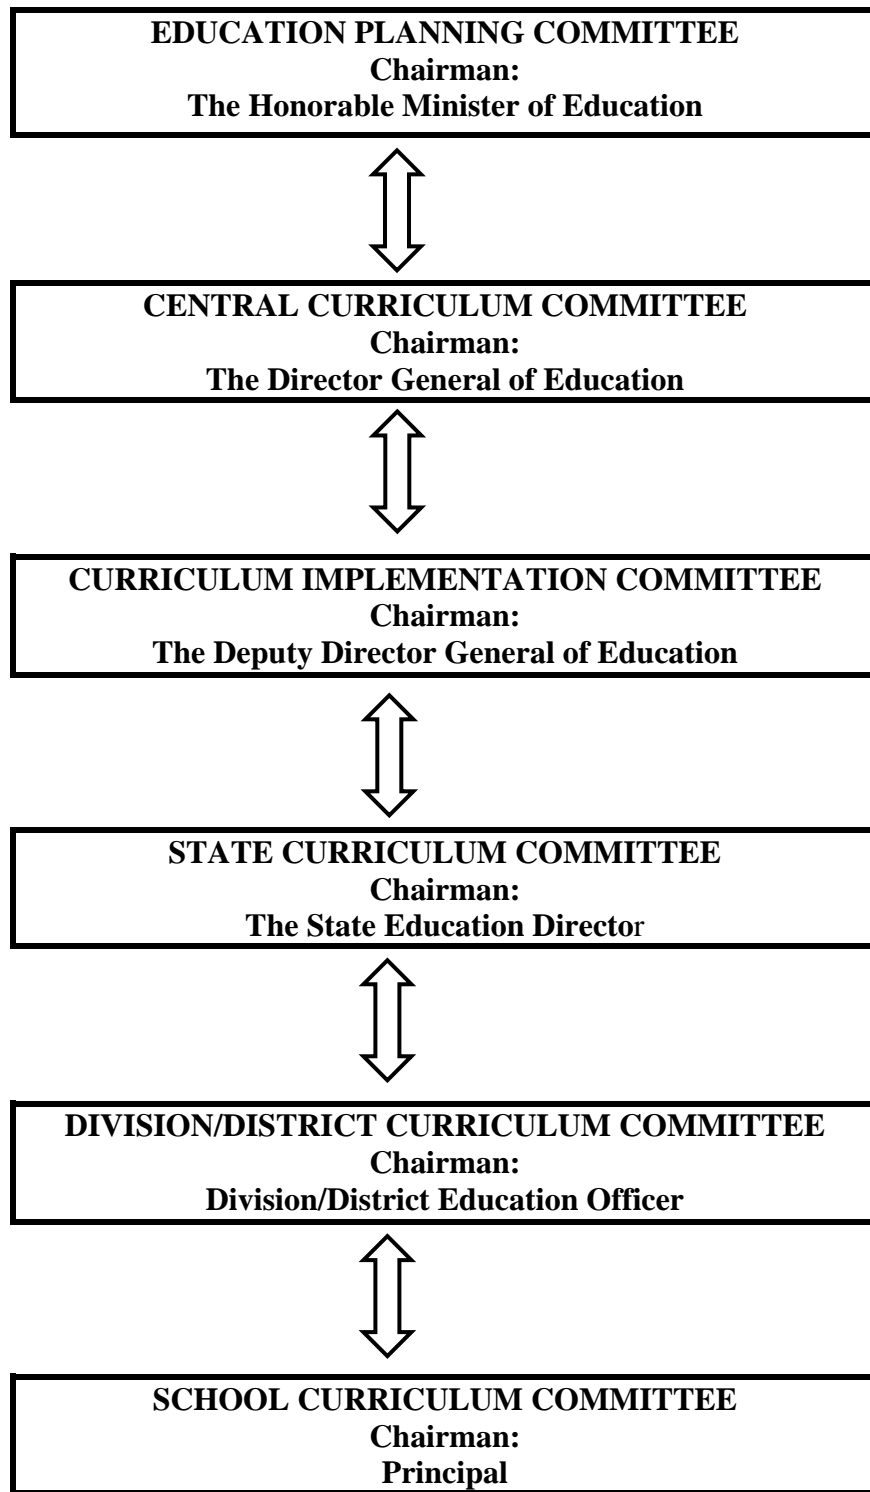 EDUCATION PLANNING COMMITTEE
Chairman:
The Honorable Minister of Education
CENTRAL CURRICULUM COMMITTEE
Chairman:
The Director General of Education
CURRICULUM IMPLEMENTATION COMMITTEE
Chairman:
The Deputy Director General of Education
STATE CURRICULUM COMMITTEE
Chairman:
The State Education Director
DIVISION/DISTRICT CURRICULUM COMMITTEE
Chairman:
Division/District Education Officer
SCHOOL CURRICULUM COMMITTEE
Chairman:
Principal